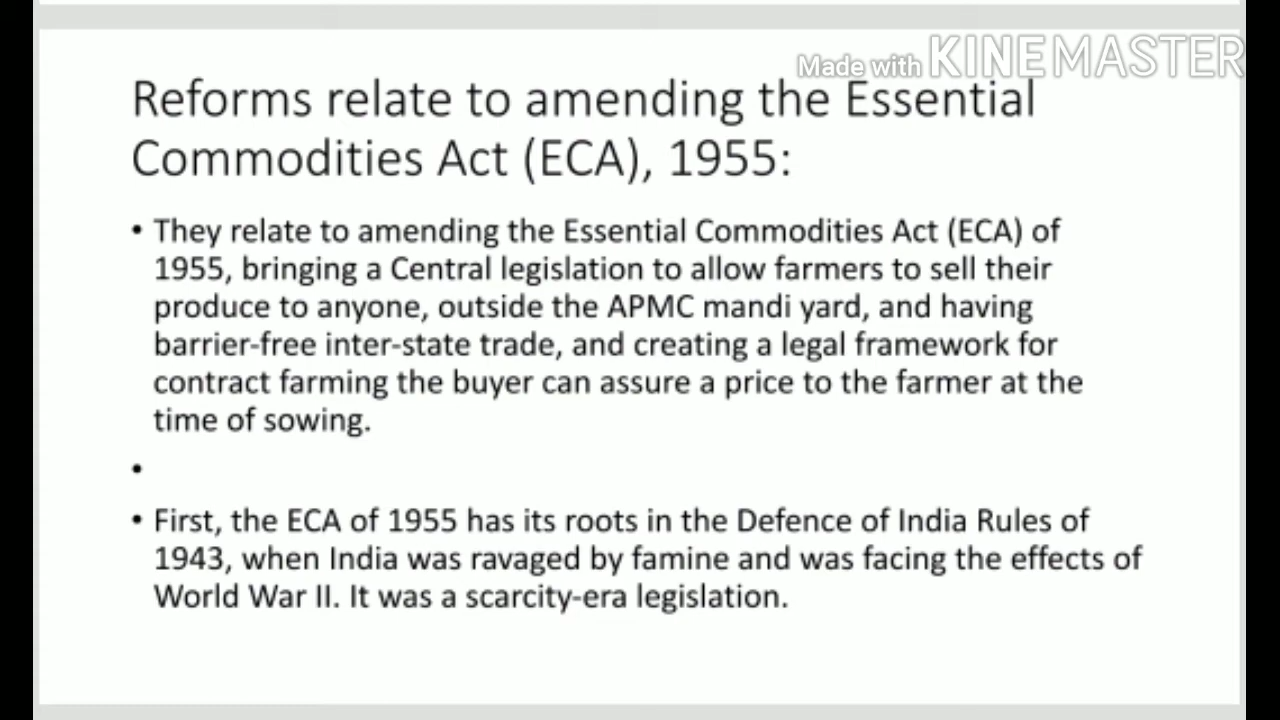 Made with KINEMASTER
Reforms relate to amending the Essential
Commodities Act (ECA), 1955:
• They relate to amending the Essential Commodities Act (ECA) of
1955, bringing a Central legislation to allow farmers to sell their
produce to anyone, outside the APMC mandi yard, and having
barrier-free inter-state trade, and creating a legal framework for
contract farming the buyer can assure a price to the farmer at the
time of sowing.
•
• First, the ECA of 1955 has its roots in the Defence of India Rules of
1943, when India was ravaged by famine and was facing the effects of
World War II. It was a scarcity-era legislation.